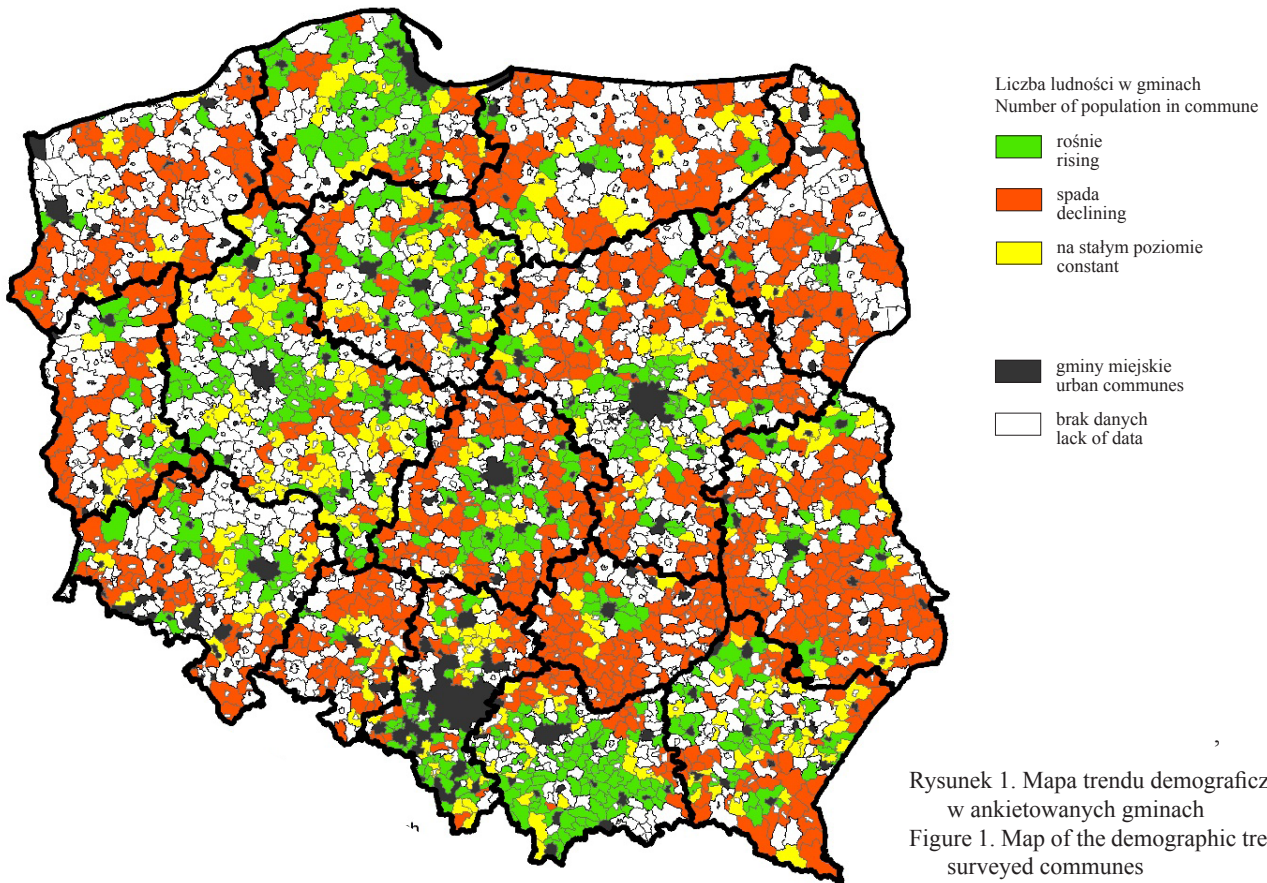 Liczba ludności w gminach
Number of population in commune
rośnie
rising
spada
declining
na stałym poziomie
constant
gminy miejskie
urban communes
brak danych
lack of data
,
Rysunek 1. Mapa trendu demograficz
w ankietowanych gminach
Figure 1. Map of the demographic tre
surveyed communes